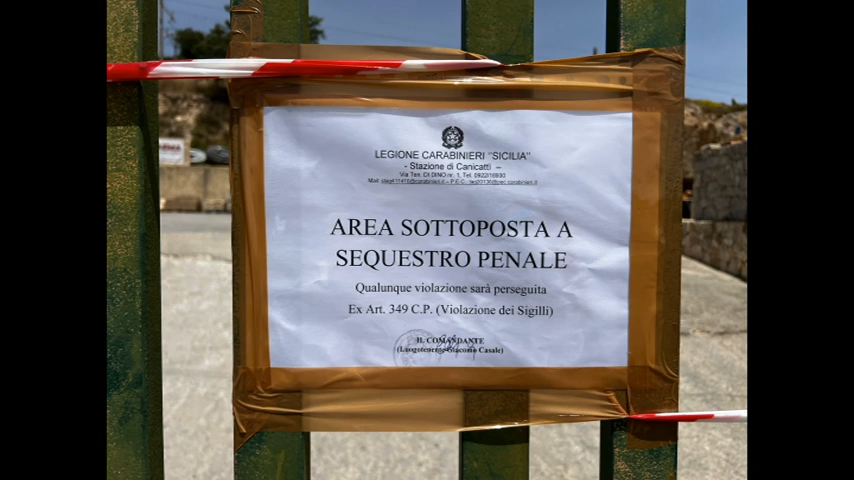 LEGIONE CARABINIERI "SICILIA"
- Stazione di Canicattì –
Via Ten. DI DINO nr. 1, Tel. 0922/16930
AREA SOTTOPOSTA A
SEQUESTRO PENALE
Qualunque violazione sarà perseguita
Ex Art. 349 C.P. (Violazione dei Sigilli)
IL COMANDANTE
(Luogotenente Giacomo Casale)